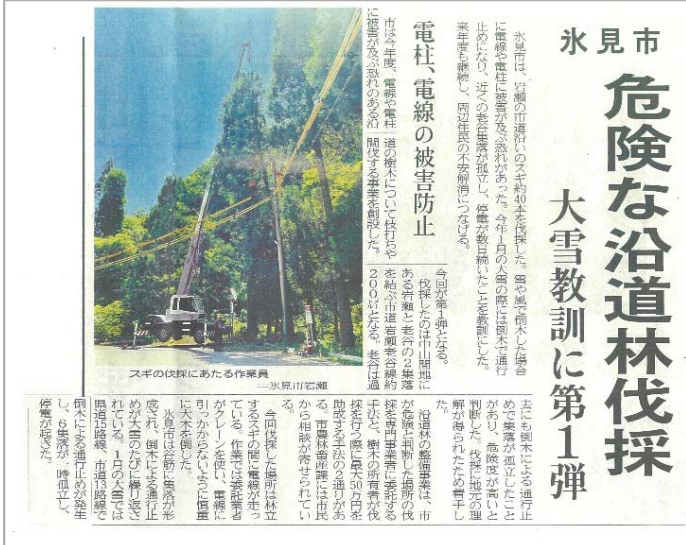 氷見市
危険な沿道林伐採
大雪教訓に第1弾
氷見市は、岩瀬の市道沿いのスギ約40本を伐採した。雪や風で倒木した場合
に電線や電柱に被害が及ぶ恐れがあった。今年1月の大雪の際には倒木で通行
止めになり、近くの老谷集落が孤立し、停電が数日続いたことを教訓にした。
来年度も継続し、周辺住民の不安解消につなげる。
電柱、電線の被害防止
市は今年度、電線や電柱
に被害が及ぶ恐れのある沿
道の樹木について枝打ちや
間伐する事業を創設した。
今回が第1弾となる。
伐採したのは中山間地に
ある岩瀬と老谷の2集落
を結ぶ市道岩瀬老谷線約
200㍍となる。老谷は過
去にも倒木による通行止
めで集落が孤立したこと
があり、危険度が高いと
判断した。伐採に地元の理
解が得られたため着手し
た。
沿道林の整備事業は、市
が危険と判断した場所の伐
採を専門事業者に委託する
手法と、樹木の所有者が伐
採を行う際に最大50万円を
助成する手法の2通りがあ
る。市農林畜産課には市民
から相談が寄せられてい
る。
今回伐採した場所は林立
するスギの間に電線が走っ
ている。作業では委託業者
がクレーンを使い、電線に
引っかからないように慎重
に大木を倒した。
氷見市は谷筋に集落が形
成され、倒木による通行止
めが大雪のたびに繰り返さ
れている。1月の大雪では
県道15路線、市道13路線で
倒木による通行止めが発生
し、6集落が一時孤立し、
停電が起きた。
スギの伐採にあたる作業員
＝氷見市岩瀬